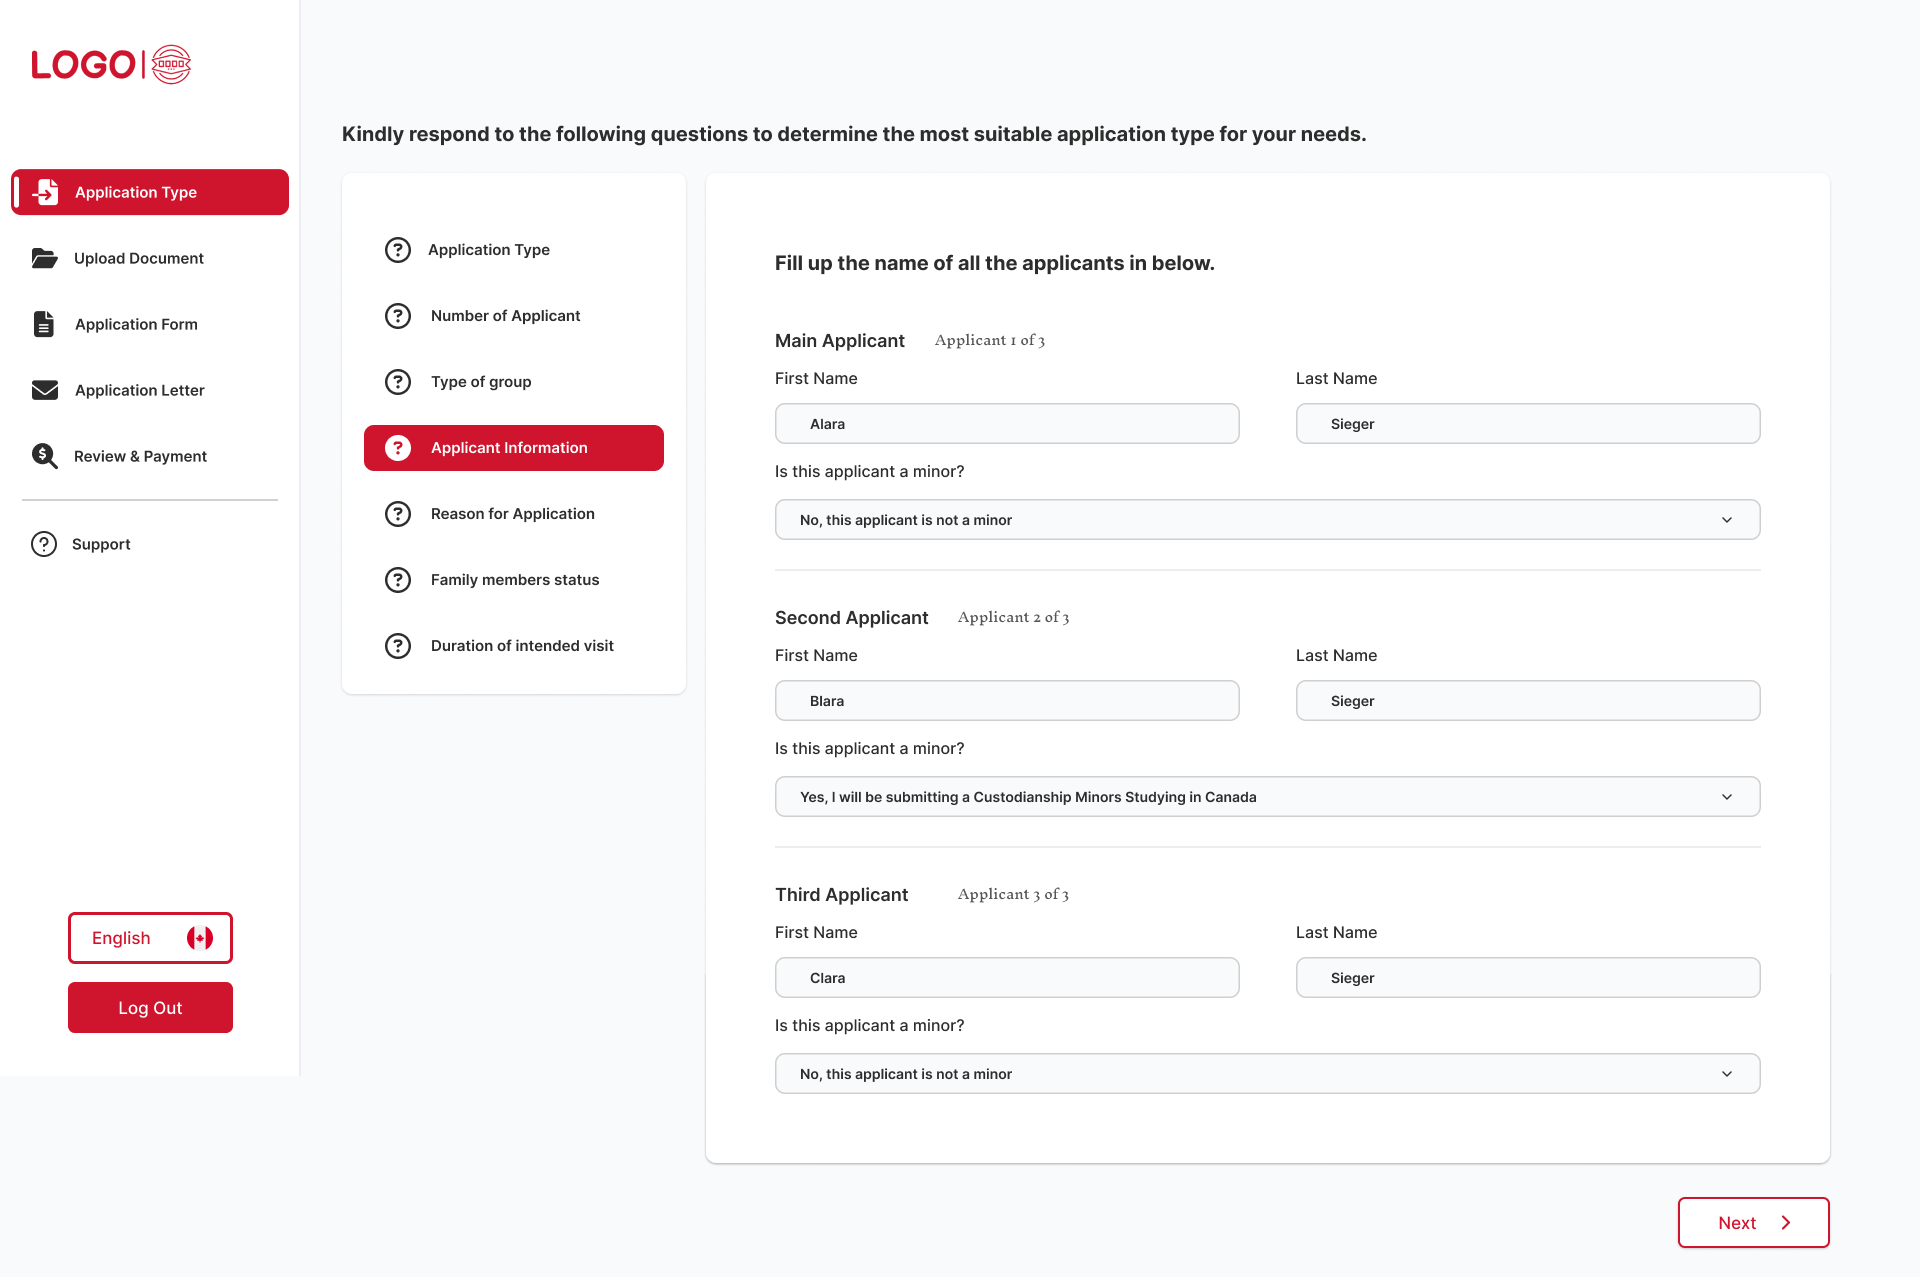 LOGO
Application Type
Upload Document
Application Form
Application Letter
Review & Payment
Support
English
Log Out
Kindly respond to the following questions to determine the most suitable application type for your needs.
Application Type
Number of Applicant
Type of group
Applicant Information
Reason for Application
Family members status
Duration of intended visit
Fill up the name of all the applicants in below.
Main Applicant Applicant 1 of 3
First Name Last Name
Alara Sieger
Is this applicant a minor?
No, this applicant is not a minor
Second Applicant Applicant 2 of 3
First Name Last Name
Blara Sieger
Is this applicant a minor?
Yes, I will be submitting a Custodianship Minors Studying in Canada
Third Applicant Applicant 3 of 3
First Name Last Name
Clara Sieger
Is this applicant a minor?
No, this applicant is not a minor
Next